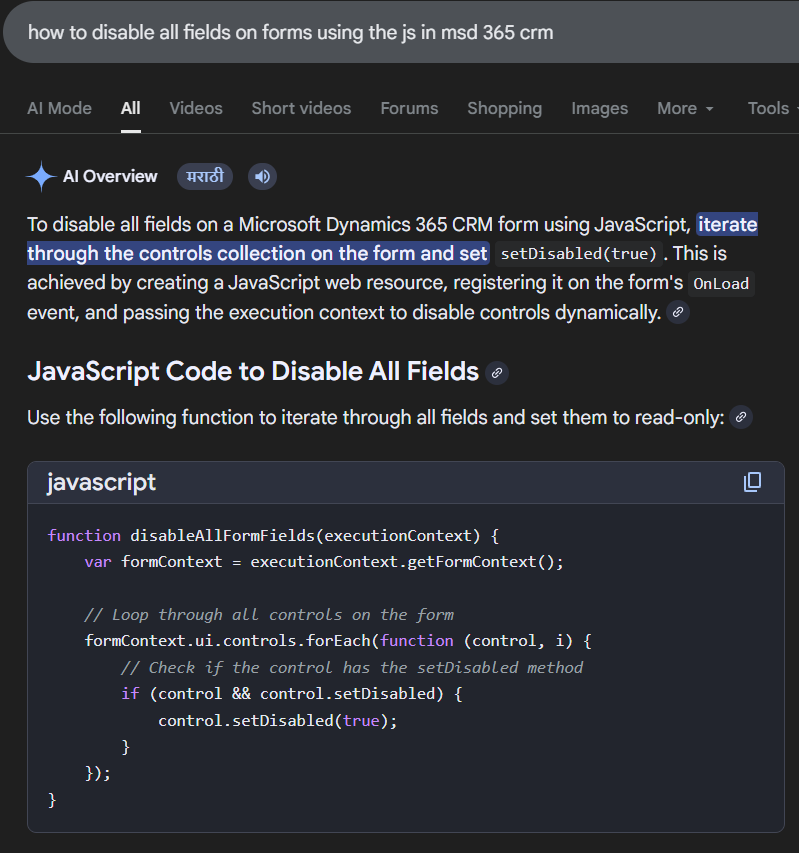 how to disable all fields on forms using the js in msd 365 crm
AI Mode All Videos Short videos Forums Shopping Images More Tools
AI Overview मराठी
To disable all fields on a Microsoft Dynamics 365 CRM form using JavaScript, iterate
through the controls collection on the form and set setDisabled(true) . This is
achieved by creating a JavaScript web resource, registering it on the form's OnLoad
event, and passing the execution context to disable controls dynamically.
JavaScript Code to Disable All Fields
Use the following function to iterate through all fields and set them to read-only:
javascript
function disableAllFormFields(executionContext) {
    var formContext = executionContext.getFormContext();
    // Loop through all controls on the form
    formContext.ui.controls.forEach(function (control, i) {
        // Check if the control has the setDisabled method
        if (control && control.setDisabled) {
            control.setDisabled(true);
        }
    });
}